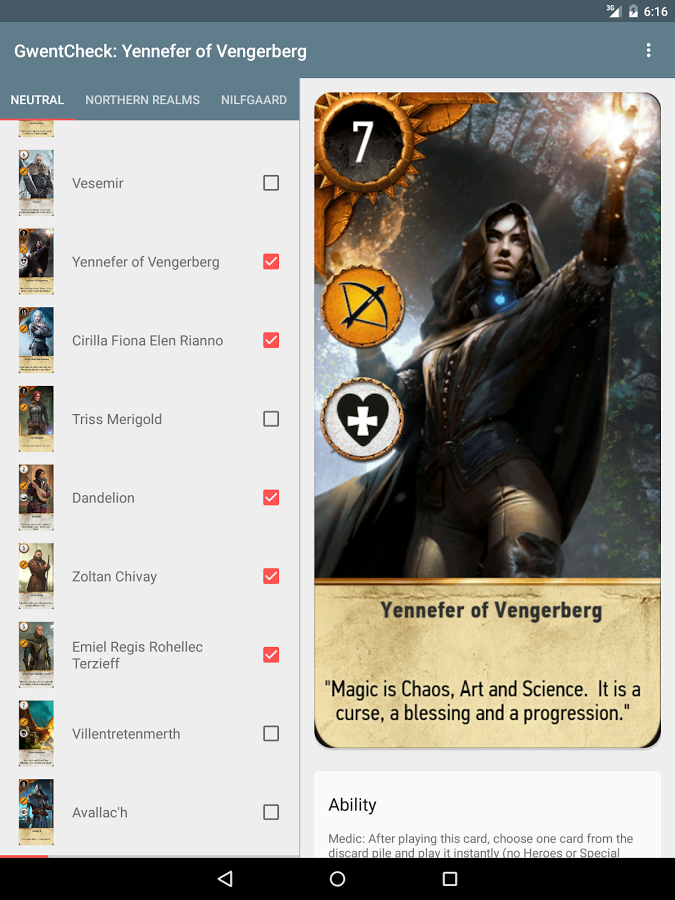 3G 6:16
GwentCheck: Yennefer of Vengerberg
NEUTRAL NORTHERN REALMS NILFGAARD
Vesemir
Yennefer of Vengerberg
Cirilla Fiona Elen Rianno
Triss Merigold
Dandelion
Zoltan Chivay
Emiel Regis Rohellec
Terzieff
Villentretenmerth
Avallac'h
7
Yennefer of Vengerberg
"Magic is Chaos, Art and Science. It is a
curse, a blessing and a progression."
Ability
Medic: After playing this card, choose one card from the
discard pile and play it instantly (no Heroes or Special